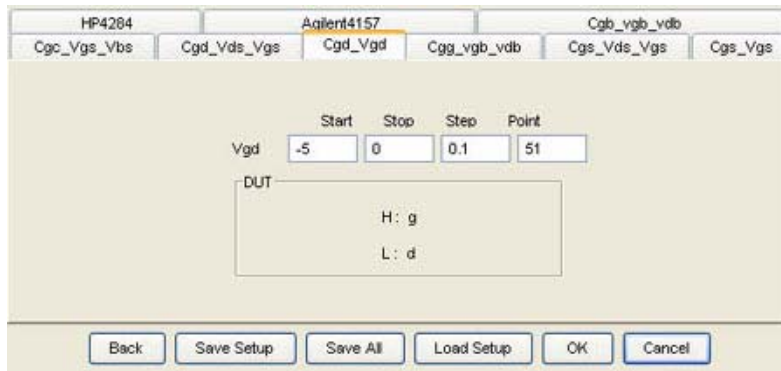 HP4284 Agilent4157 Cgb_vgb_vdb
Cgc_Vgs_Vbs Cgd_Vds_Vgs Cgd_Vgd Cgg_vgb_vdb Cgs_Vds_Vgs Cgs_Vgs
Start Stop Step Point
Vgd -5 0 0.1 51
DUT
H: g
L: d
Back Save Setup Save All Load Setup OK Cancel